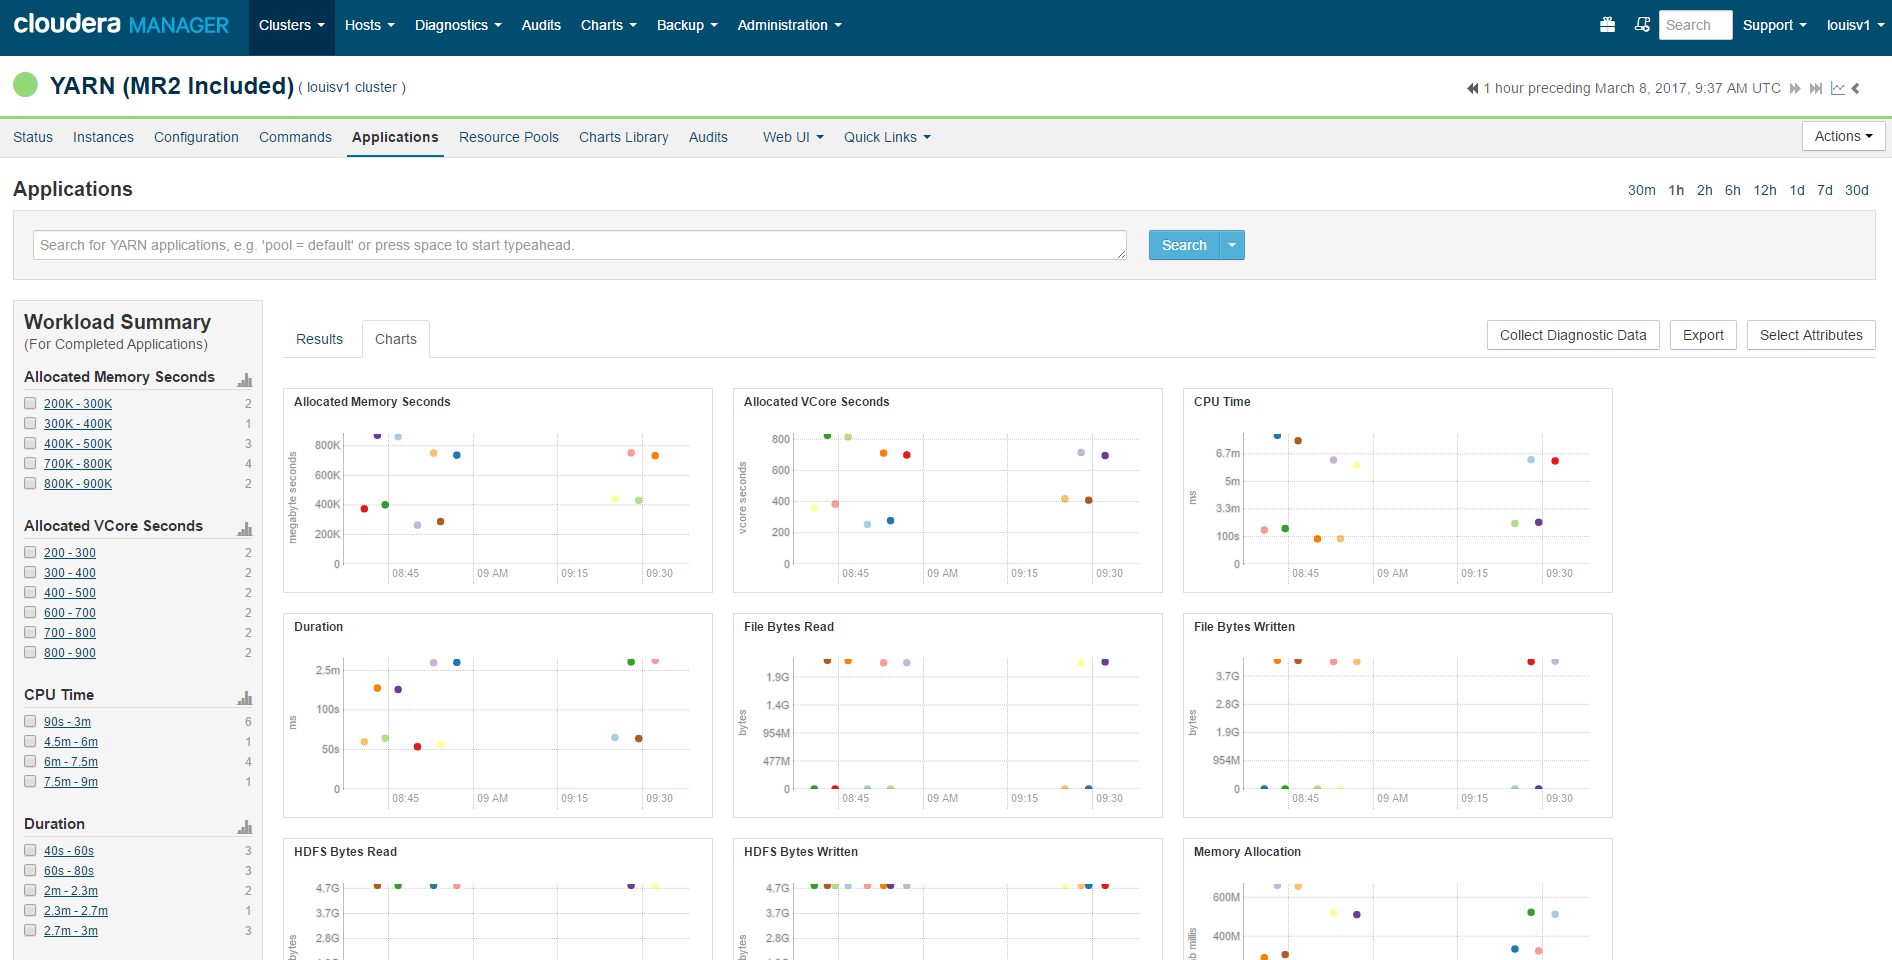 cloudera MANAGER Clusters Hosts Diagnostics Audits Charts Backup Administration Search Support louisv1
YARN (MR2 Included) ( louisv1 cluster ) 1 hour preceding March 8, 2017, 9:37 AM UTC
Status Instances Configuration Commands Applications Resource Pools Charts Library Audits Web UI Quick Links Actions
Applications 30m 1h 2h 6h 12h 1d 7d 30d
Search for YARN applications, e.g. 'pool = default' or press space to start typeahead. Search
Workload Summary
(For Completed Applications)
Allocated Memory Seconds
200K - 300K 2
300K - 400K 1
400K - 500K 3
700K - 800K 4
800K - 900K 2
Allocated VCore Seconds
200 - 300 2
300 - 400 2
400 - 500 2
600 - 700 2
700 - 800 2
800 - 900 2
CPU Time
90s - 3m 6
4.5m - 6m 1
6m - 7.5m 4
7.5m - 9m 1
Duration
40s - 60s 3
60s - 80s 3
2m - 2.3m 2
2.3m - 2.7m 1
2.7m - 3m 3
Results Charts Collect Diagnostic Data Export Select Attributes
Allocated Memory Seconds
megabyte seconds
800K
600K
400K
200K
0
08:45 09 AM 09:15 09:30
Allocated VCore Seconds
vcore seconds
800
600
400
200
0
08:45 09 AM 09:15 09:30
CPU Time
ms
6.7m
5m
3.3m
100s
0
08:45 09 AM 09:15 09:30
Duration
ms
2.5m
100s
50s
0
08:45 09 AM 09:15 09:30
File Bytes Read
bytes
1.9G
1.4G
954M
477M
0
08:45 09 AM 09:15 09:30
File Bytes Written
bytes
3.7G
2.8G
1.9G
954M
0
08:45 09 AM 09:15 09:30
HDFS Bytes Read
bytes
4.7G
3.7G
2.8G
HDFS Bytes Written
bytes
4.7G
3.7G
2.8G
Memory Allocation
millis
600M
400M